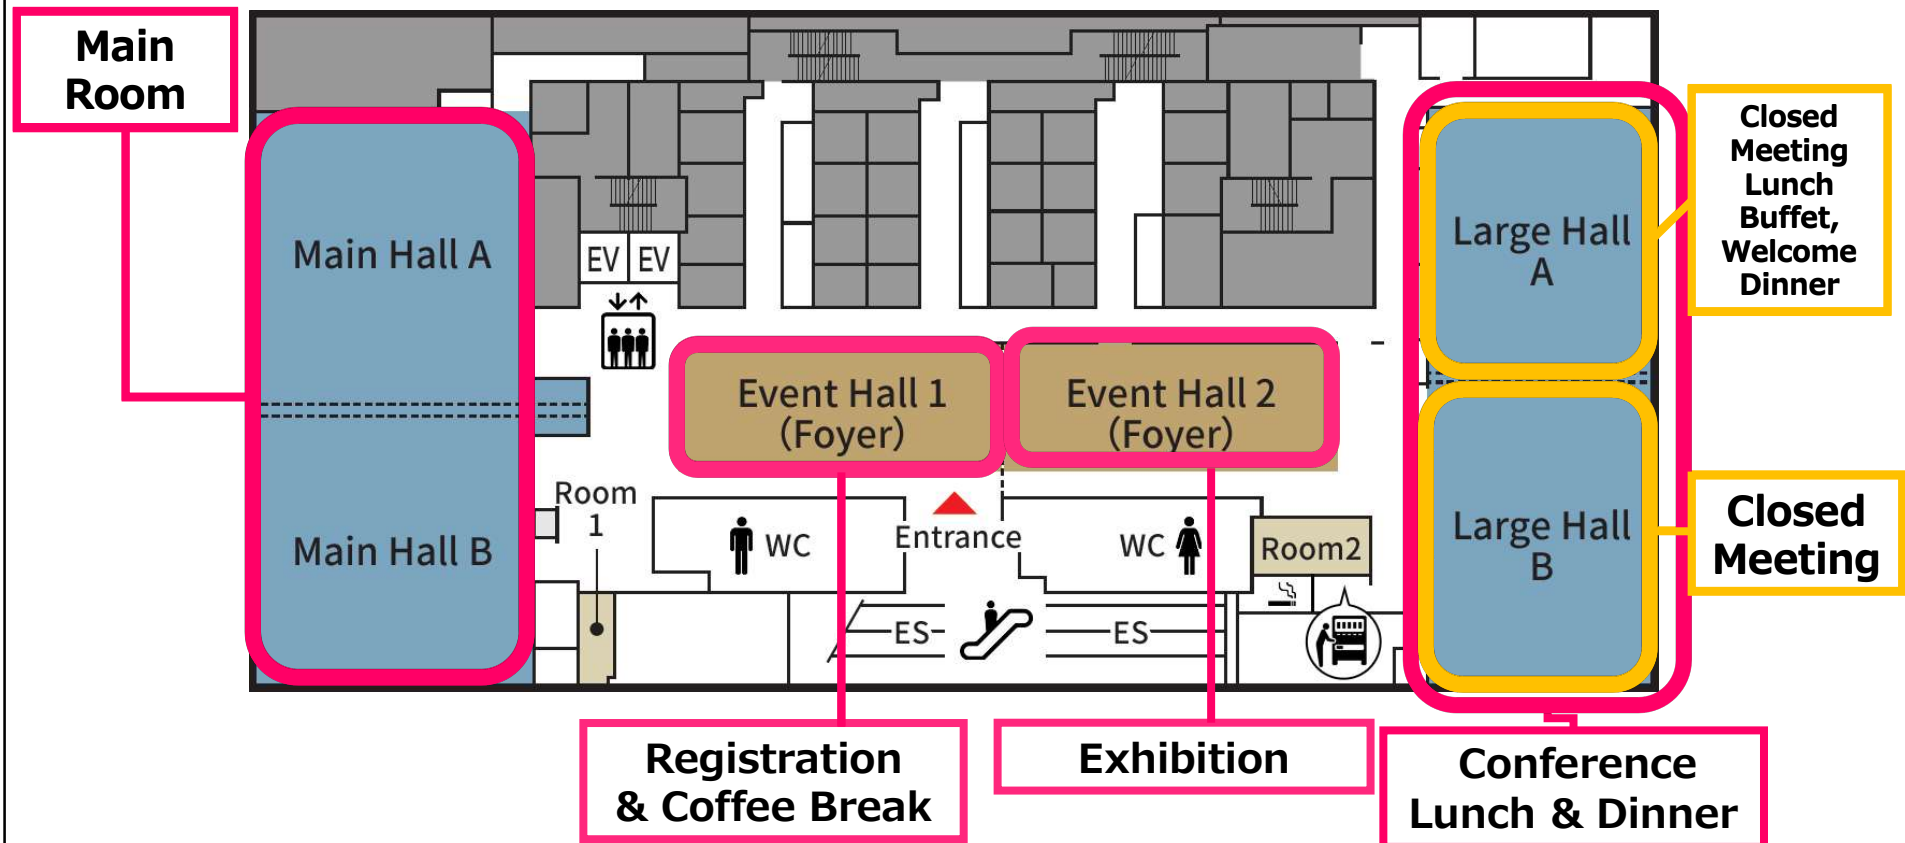 Main
Room
Closed
Meeting
Lunch
Buffet,
Welcome
Dinner
Main Hall A
EV
EV
Large Hall
A
Event Hall 1
(Foyer)
Event Hall 2
(Foyer)
Room
1
Main Hall B
WC
Entrance
WC
Room2
Large Hall
B
Closed
Meeting
ES
ES
Registration
& Coffee Break
Exhibition
Conference
Lunch & Dinner